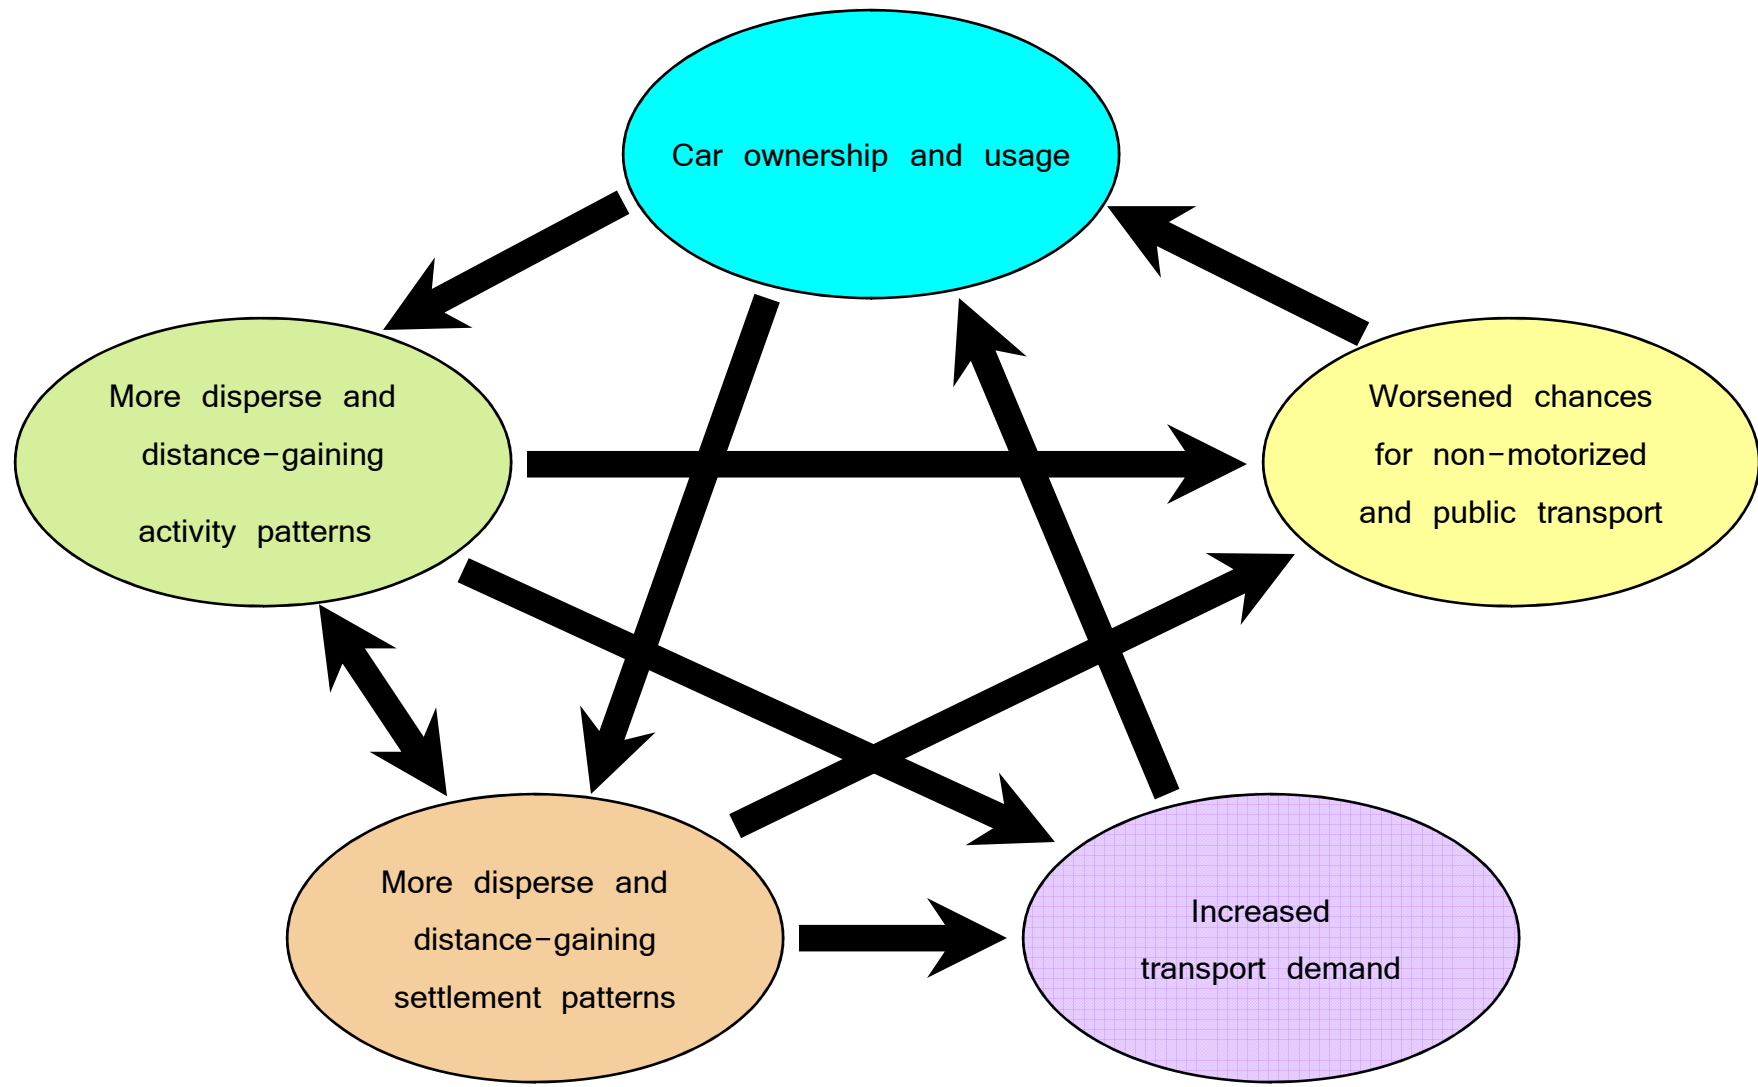 Car ownership and usage
More disperse and
distance-gaining
activity patterns
Worsened chances
for non-motorized
and public transport
More disperse and
distance-gaining
settlement patterns
Increased
transport demand